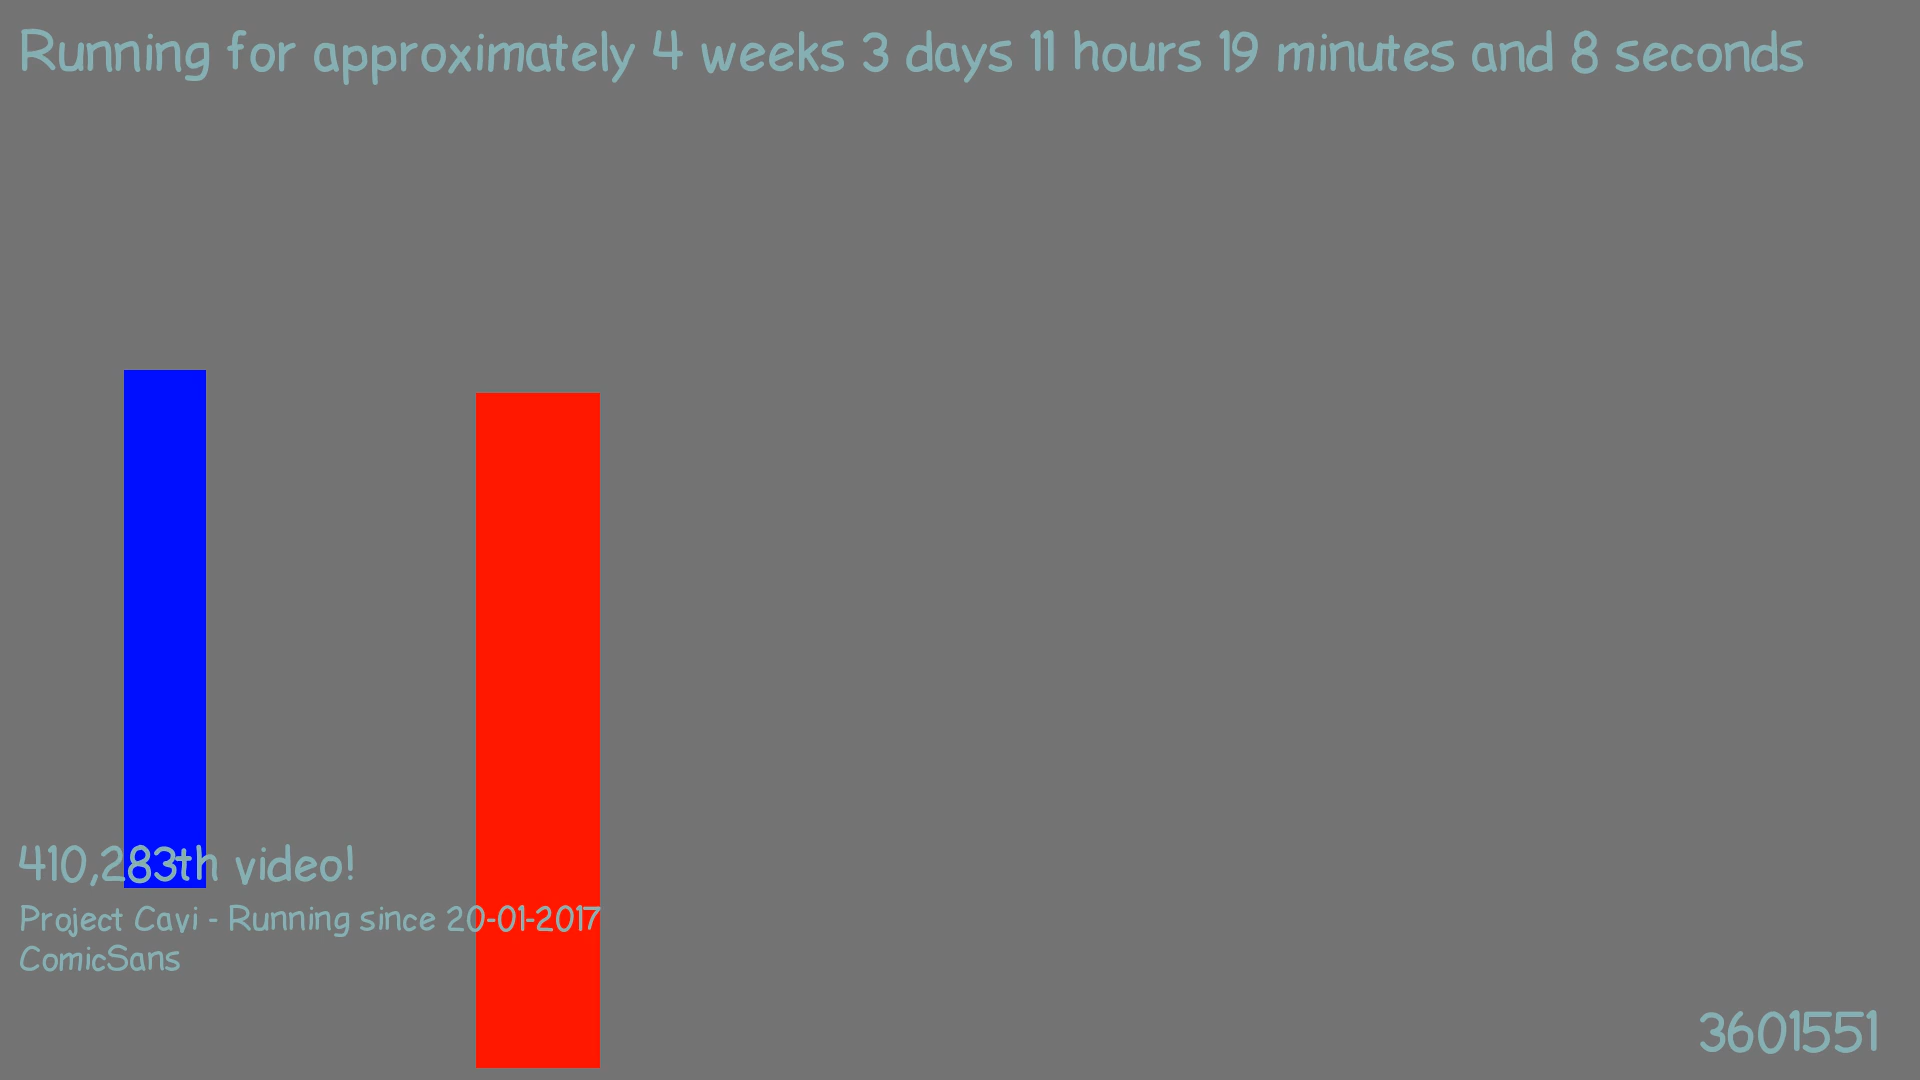 Running for approximately 4 weeks 3 days 11 hours 19 minutes and 8 seconds
410,283th video!
Project Cavi - Running since 20-01-2017
ComicSans
3601551